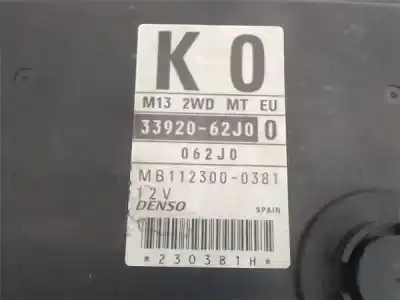 K 0
M13 2WD MT EU
33920-62J0 0
062J0
MB112300-0381
12V
DENSO SPAIN
*230381H*